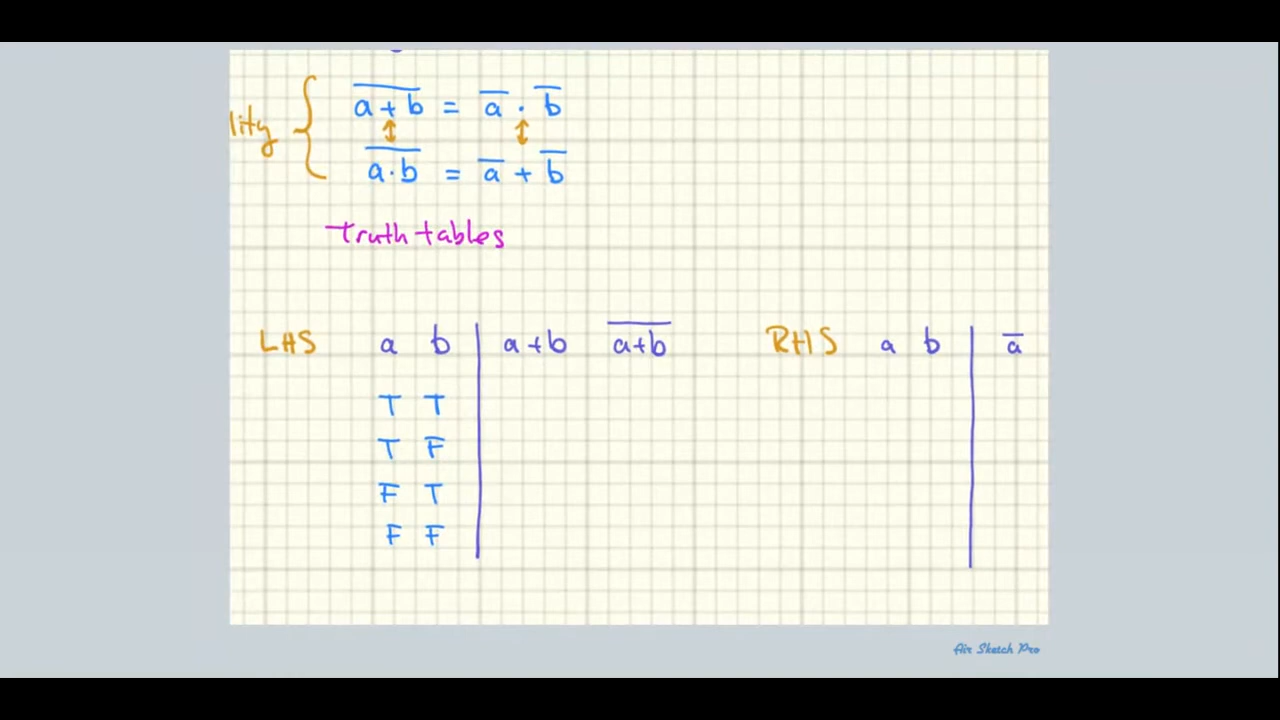 a̅ ̅+̅ ̅b̅ = a̅ · b̅
lity {
a̅ ̅·̅ ̅b̅ = a̅ + b̅
Truth tables
LHS a b | a+b a̅+̅b̅ RHS a b | a̅
T T
T F
F T
F F
Air Sketch Pro